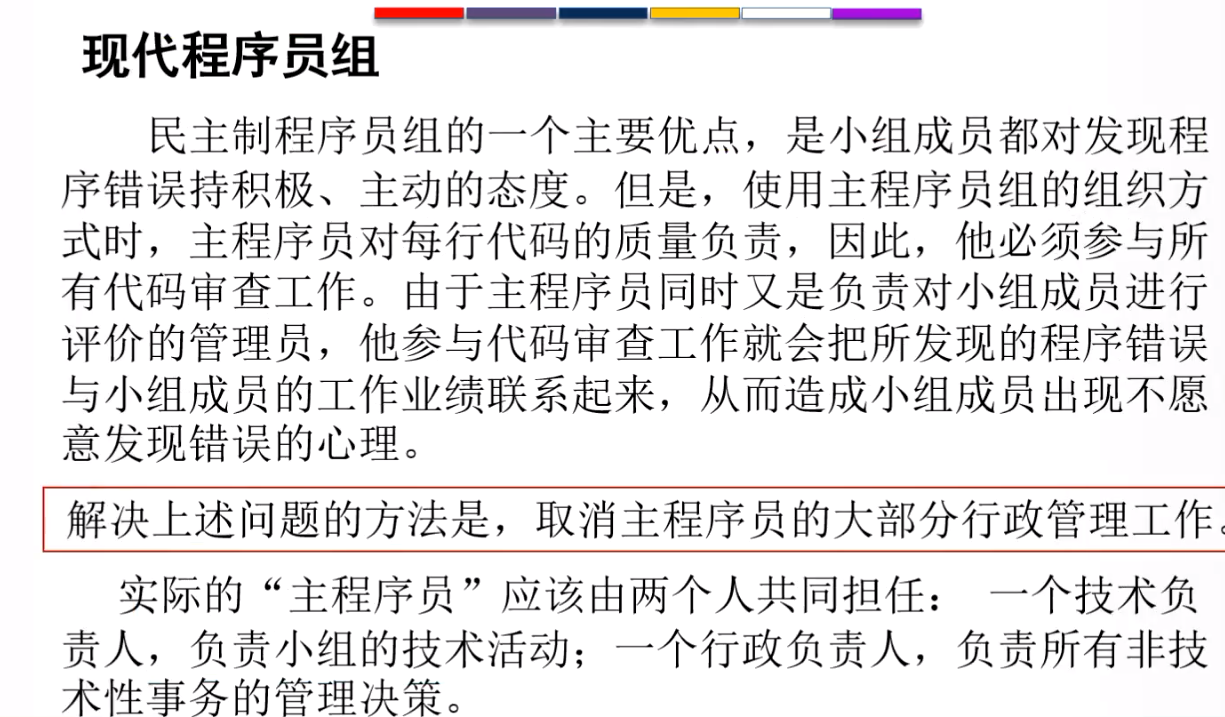 现代程序员组
民主制程序员组的一个主要优点，是小组成员都对发现程
序错误持积极、主动的态度。但是，使用主程序员组的组织方
式时，主程序员对每行代码的质量负责，因此，他必须参与所
有代码审查工作。由于主程序员同时又是负责对小组成员进行
评价的管理员，他参与代码审查工作就会把所发现的程序错误
与小组成员的工作业绩联系起来，从而造成小组成员出现不愿
意发现错误的心理。
解决上述问题的方法是，取消主程序员的大部分行政管理工作。
实际的“主程序员”应该由两个人共同担任： 一个技术负
责人，负责小组的技术活动；一个行政负责人，负责所有非技
术性事务的管理决策。